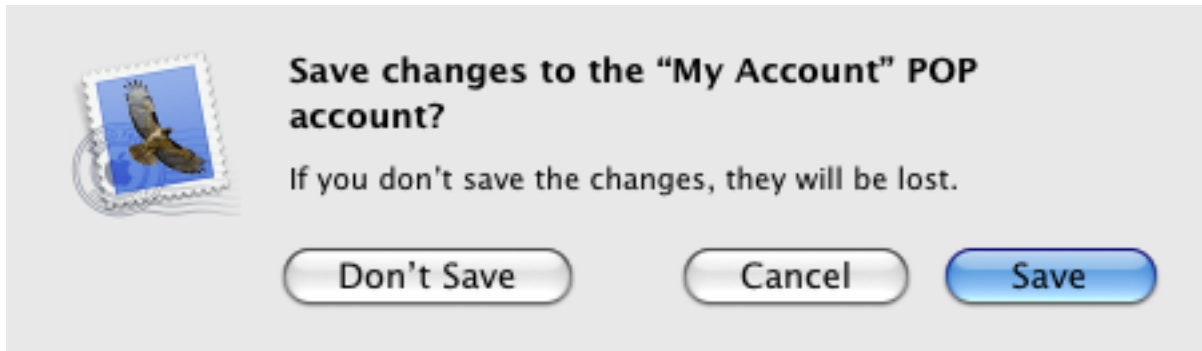 Save changes to the “My Account” POP
account?
If you don’t save the changes, they will be lost.
Don’t Save
Cancel
Save